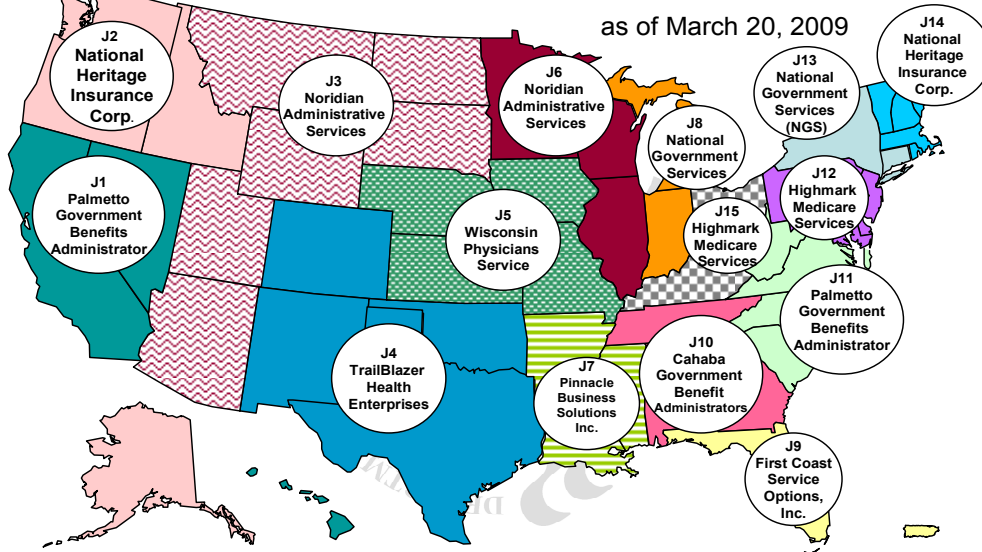 as of March 20, 2009
J2
National
Heritage
Insurance
Corp.
J3
Noridian
Administrative
Services
J6
Noridian
Administrative
Services
J13
National
Government
Services
(NGS)
J14
National
Heritage
Insurance
Corp.
J8
National
Government
Services
J1
Palmetto
Government
Benefits
Administrator
J5
Wisconsin
Physicians
Service
J15
Highmark
Medicare
Services
J12
Highmark
Medicare
Services
J11
Palmetto
Government
Benefits
Administrator
J4
TrailBlazer
Health
Enterprises
J7
Pinnacle
Business
Solutions
Inc.
J10
Cahaba
Government
Benefit
Administrators
J9
First Coast
Service
Options,
Inc.